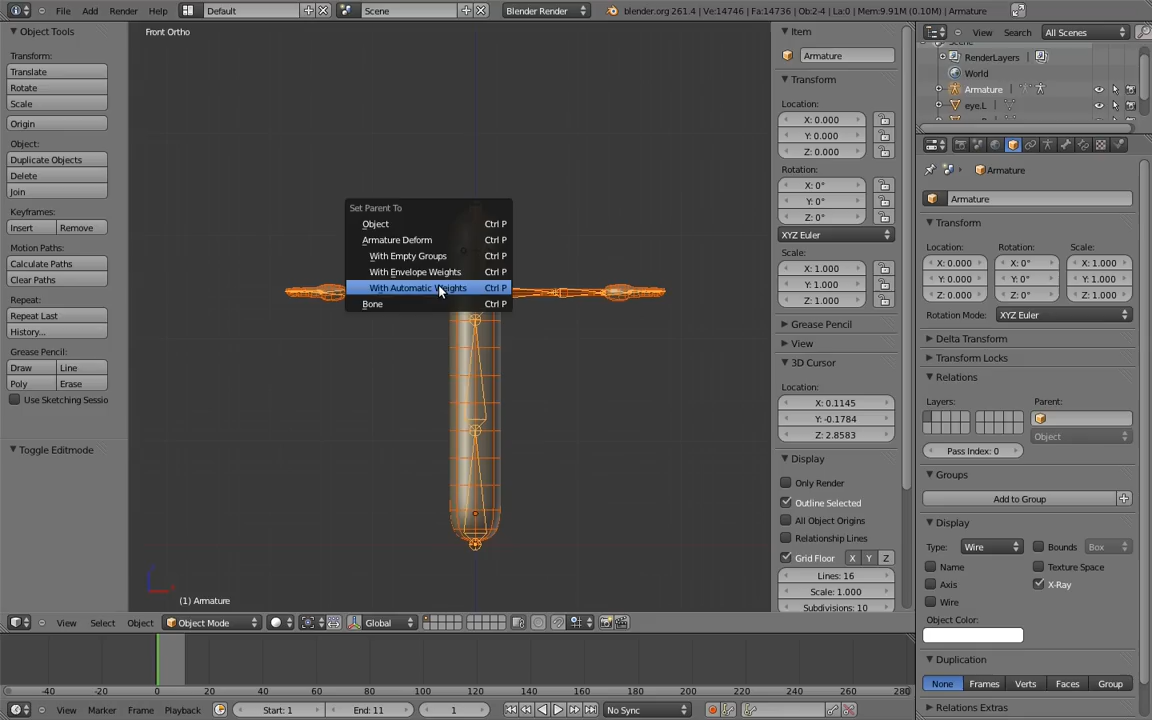 File Add Render Help Default Scene Blender Render blender.org 261.4 | Ve:14746 | Fa:14736 | Ob:2-4 | La:0 | Mem:9.91M (0.10M) | Armature
Object Tools
Transform:
Translate
Rotate
Scale
Origin
Object:
Duplicate Objects
Delete
Join
Keyframes:
Insert Remove
Motion Paths:
Calculate Paths
Clear Paths
Repeat:
Repeat Last
History...
Grease Pencil:
Draw Line
Poly Erase
Use Sketching Sessio
Toggle Editmode
Front Ortho
Set Parent To
Object Ctrl P
Armature Deform Ctrl P
With Empty Groups Ctrl P
With Envelope Weights Ctrl P
With Automatic Weights Ctrl P
Bone Ctrl P
(1) Armature
Item
Armature
Transform
Location:
X: 0.000
Y: 0.000
Z: 0.000
Rotation:
X: 0°
Y: 0°
Z: 0°
XYZ Euler
Scale:
X: 1.000
Y: 1.000
Z: 1.000
Grease Pencil
View
3D Cursor
Location:
X: 0.1145
Y: -0.1784
Z: 2.8583
Display
Only Render
Outline Selected
All Object Origins
Relationship Lines
Grid Floor X Y Z
Lines: 16
Scale: 1.000
Subdivisions: 10
View Search All Scenes
RenderLayers
World
Armature
eye.L
Armature
Armature
Transform
Location: Rotation: Scale:
X: 0.000 X: 0° X: 1.000
Y: 0.000 Y: 0° Y: 1.000
Z: 0.000 Z: 0° Z: 1.000
Rotation Mode: XYZ Euler
Delta Transform
Transform Locks
Relations
Layers: Parent:
Object
Pass Index: 0
Groups
Add to Group
Display
Type: Wire Bounds Box
Name Texture Space
Axis X-Ray
Wire
Object Color:
Duplication
None Frames Verts Faces Group
Relations Extras
View Select Object Object Mode Global
-40 -20 0 20 40 60 80 100 120 140 160 180 200 220 240 260 280
View Marker Frame Playback Start: 1 End: 11 1 No Sync